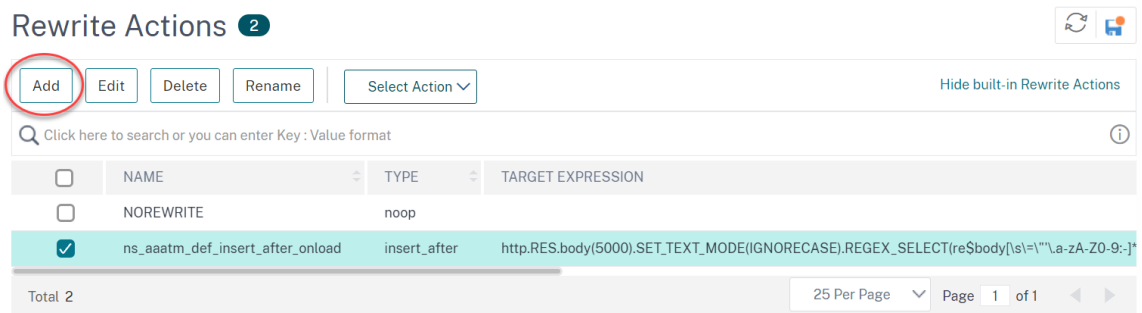 Rewrite Actions 2
Add Edit Delete Rename Select Action Hide built-in Rewrite Actions
Click here to search or you can enter Key : Value format
NAME TYPE TARGET EXPRESSION
NOREWRITE noop
ns_aaatm_def_insert_after_onload insert_after http.RES.body(5000).SET_TEXT_MODE(IGNORECASE).REGEX_SELECT(re$body[\s\=\"'\.a-zA-Z0-9:-]*
Total 2 25 Per Page Page 1 of 1